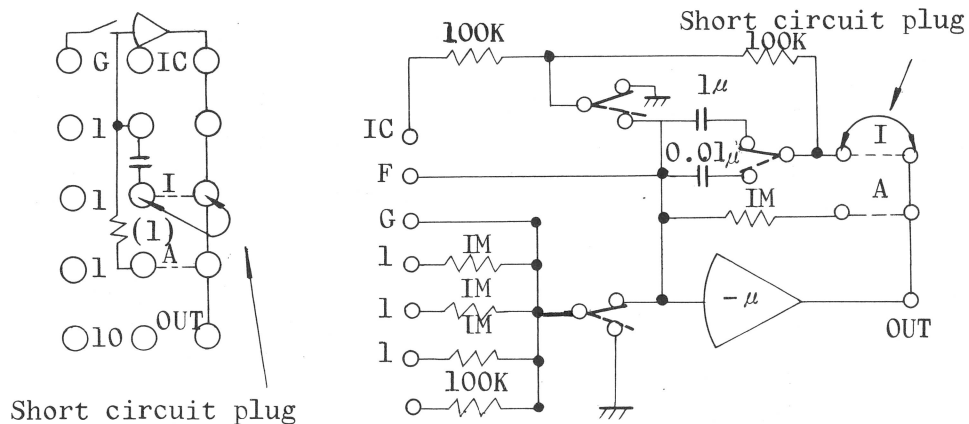 G IC
1
1 I
(1)
1 A
10 OUT
Short circuit plug
Short circuit plug
100K 100K
1μ
IC I
0.01μ
F A
1M
G
1 1M
1 1M
1M
1 -μ OUT
100K